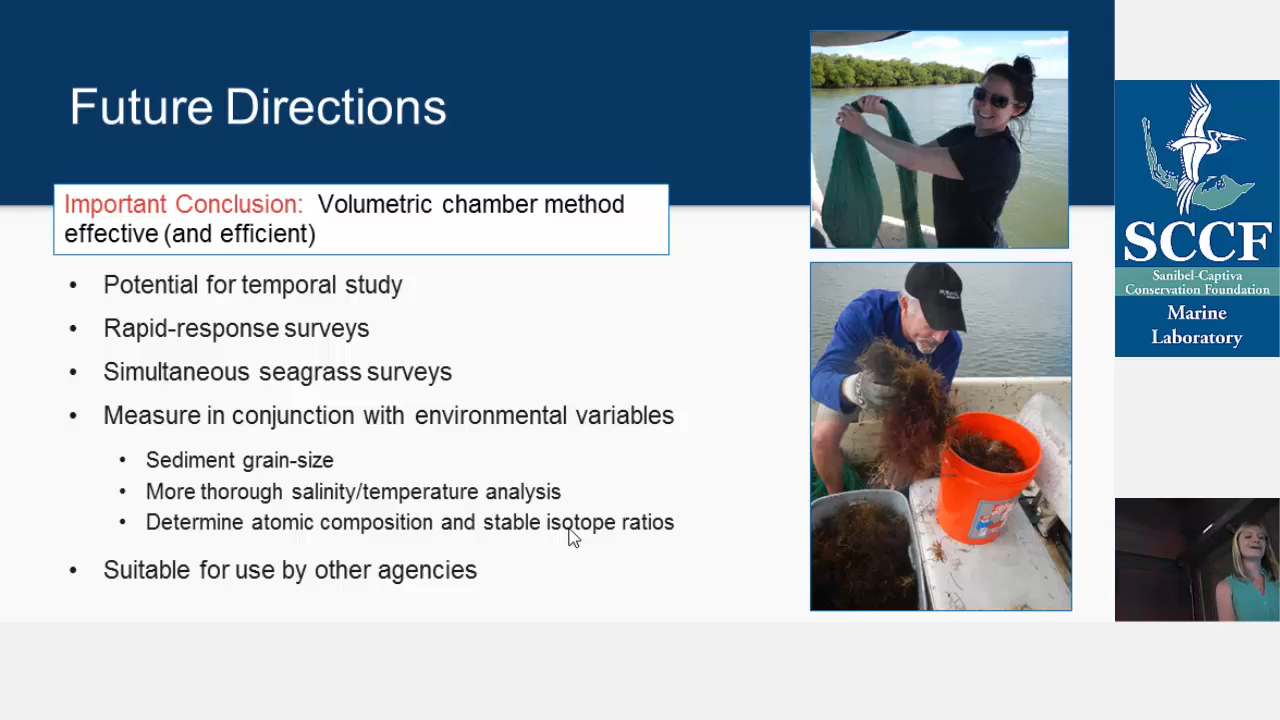 Future Directions
Important Conclusion: Volumetric chamber method
effective (and efficient)
• Potential for temporal study
• Rapid-response surveys
• Simultaneous seagrass surveys
• Measure in conjunction with environmental variables
• Sediment grain-size
• More thorough salinity/temperature analysis
• Determine atomic composition and stable isotope ratios
• Suitable for use by other agencies
SCCF
Sanibel-Captiva
Conservation Foundation
Marine
Laboratory